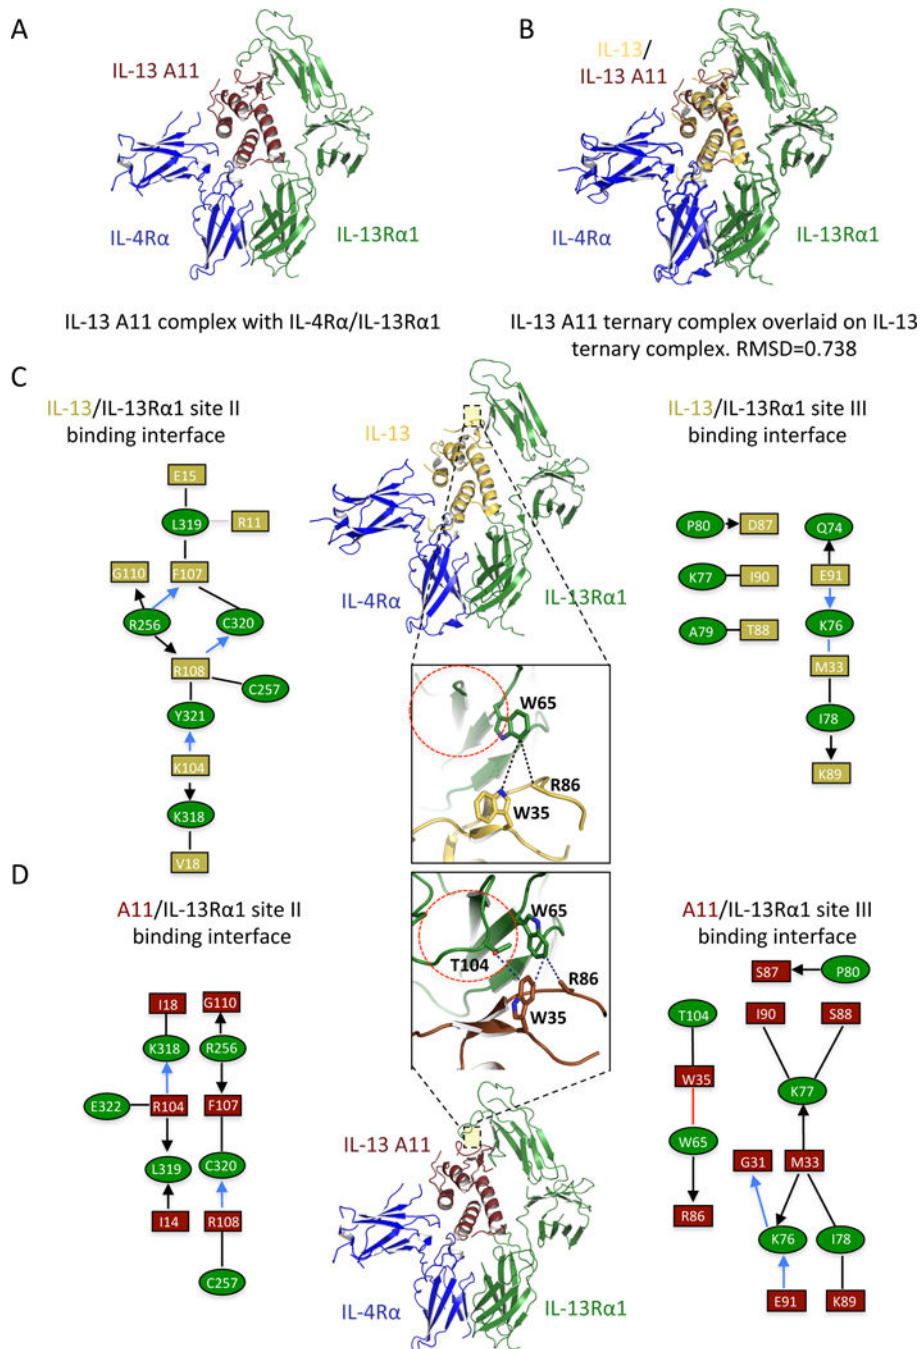 A
B
IL-13 A11
IL-13/
IL-13 A11
IL-4Rα
IL-13Rα1
IL-4Rα
IL-13Rα1
IL-13 A11 complex with IL-4Rα/IL-13Rα1
IL-13 A11 ternary complex overlaid on IL-13
ternary complex. RMSD=0.738
C
IL-13/IL-13Rα1 site II
binding interface
E15
L319
R11
G110
F107
R256
C320
R108
C257
Y321
K104
K318
V18
IL-13
IL-4Rα
IL-13Rα1
W65
R86
W35
IL-13/IL-13Rα1 site III
binding interface
P80
D87
Q74
K77
I90
E91
A79
T88
K76
M33
I78
K89
D
A11/IL-13Rα1 site II
binding interface
I18
G110
K318
R256
E322
R104
F107
L319
C320
I14
R108
C257
W65
T104
R86
W35
IL-13 A11
IL-4Rα
IL-13Rα1
A11/IL-13Rα1 site III
binding interface
S87
P80
T104
I90
S88
W35
K77
W65
G31
M33
R86
K76
I78
E91
K89